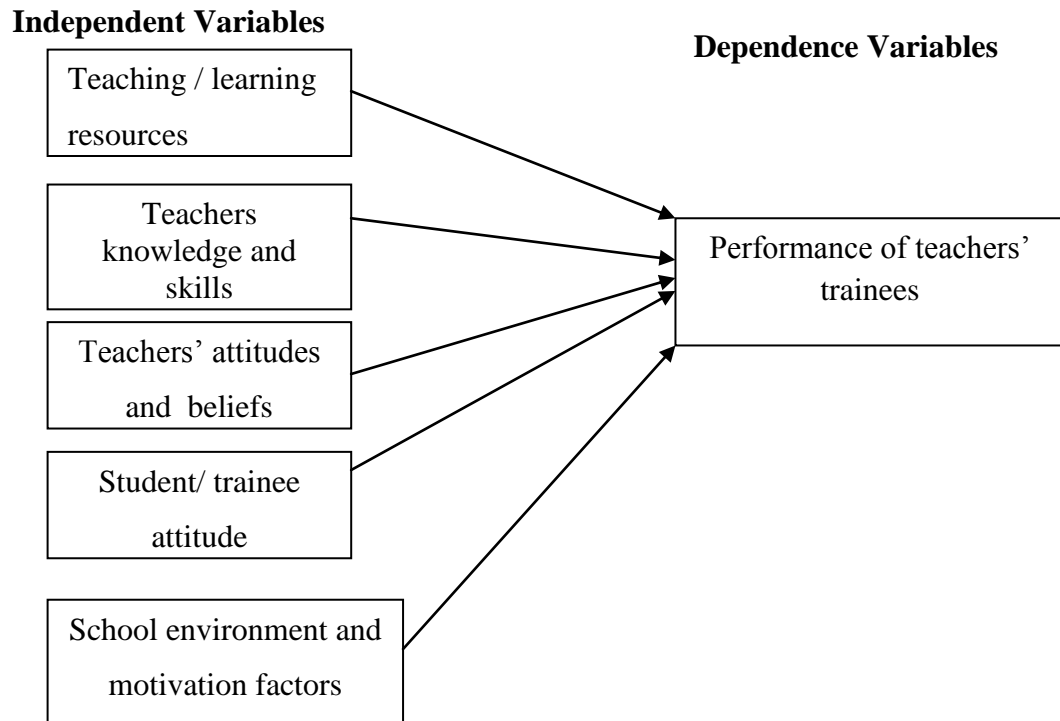 Independent Variables
Dependence Variables
Teaching / learning
resources
Teachers
knowledge and
skills
Performance of teachers’
trainees
Teachers’ attitudes
and beliefs
Student/ trainee
attitude
School environment and
motivation factors